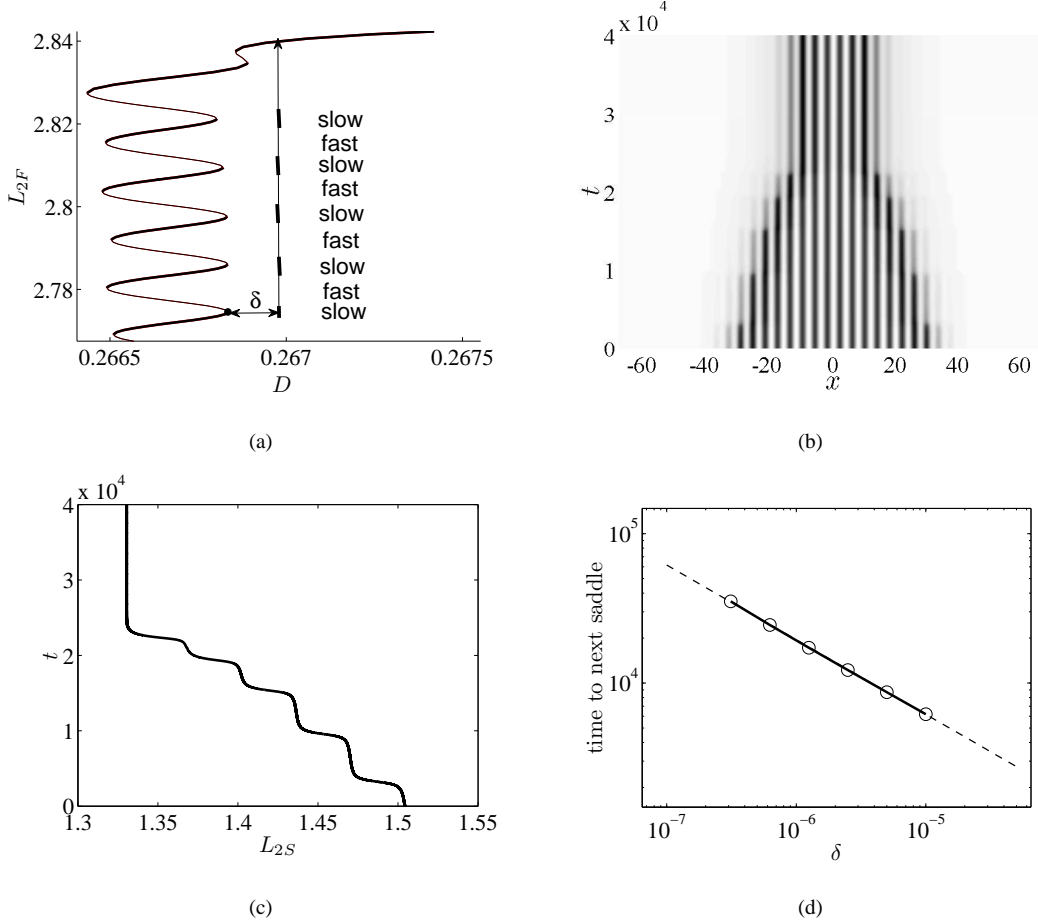 2.84
2.82
2.8
2.78
L2F
0.2665
0.267
0.2675
D
δ
slow
fast
slow
fast
slow
fast
slow
fast
slow
(a)
x 10^4
4
3
2
1
0
t
-60
-20
0
20
60
x
(b)
x 10^4
4
3
2
1
0
t
1.3
1.35
1.4
1.45
1.5
1.55
L2S
(c)
10^5
10^4
time to next saddle
10^-7
10^-6
10^-5
δ
(d)